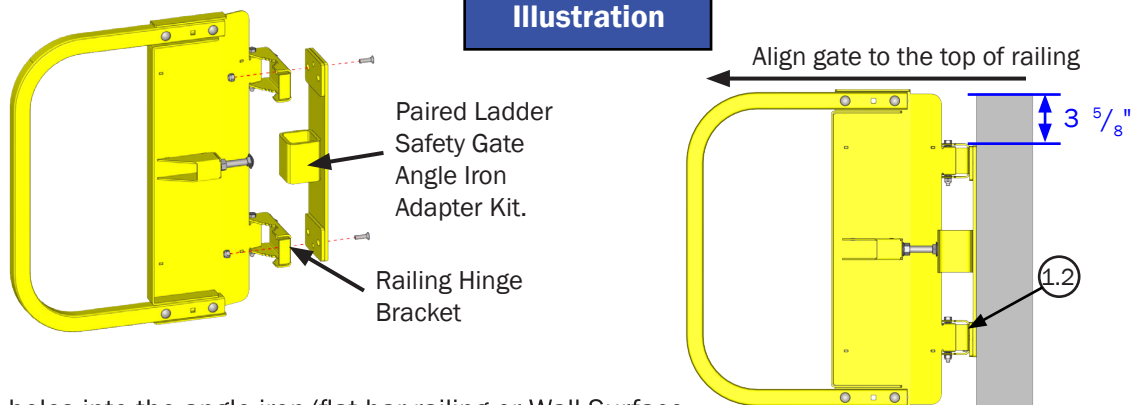 Illustration
Align gate to the top of railing
3 5/8"
Paired Ladder
Safety Gate
Angle Iron
Adapter Kit.
Railing Hinge
Bracket
1.2
holes into the angle iron/flat bar railing or Wall Surface